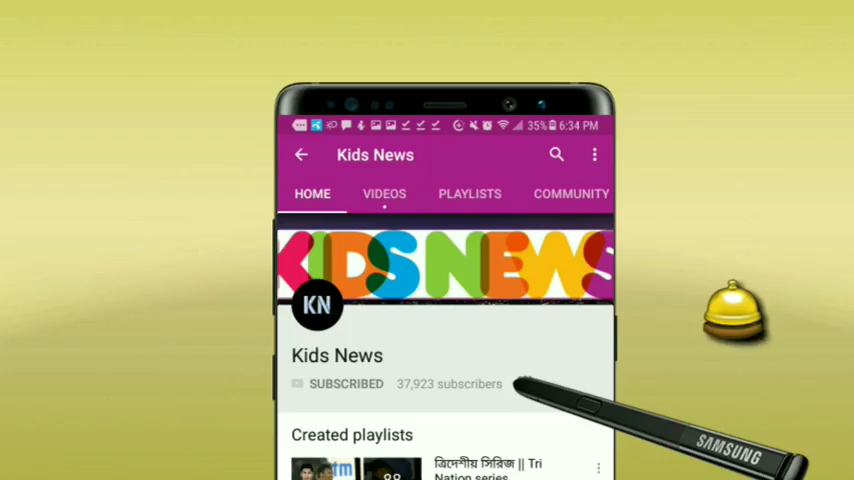 35% 6:34 PM
Kids News
HOME VIDEOS PLAYLISTS COMMUNITY
KIDS NEWS
KN
Kids News
SUBSCRIBED 37,923 subscribers
SAMSUNG
Created playlists
ত্রিদেশীয় সিরিজ || Tri
Nation series
88